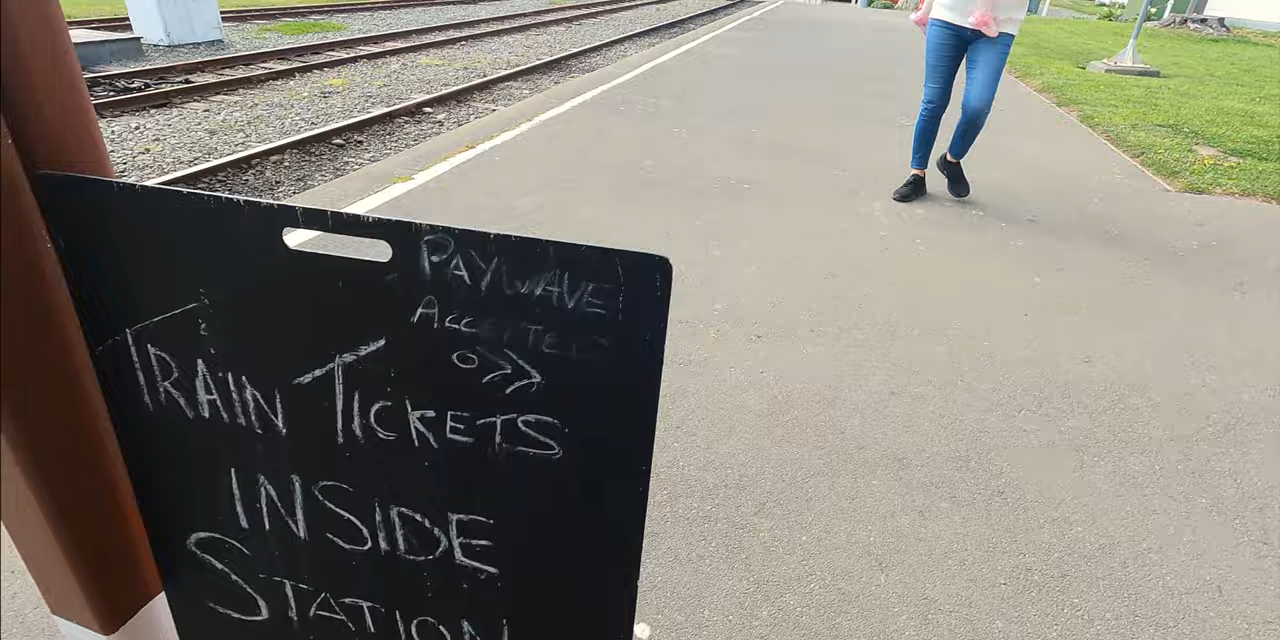 PAYWAVE
ACCEPTED
TRAIN TICKETS
INSIDE
STATION